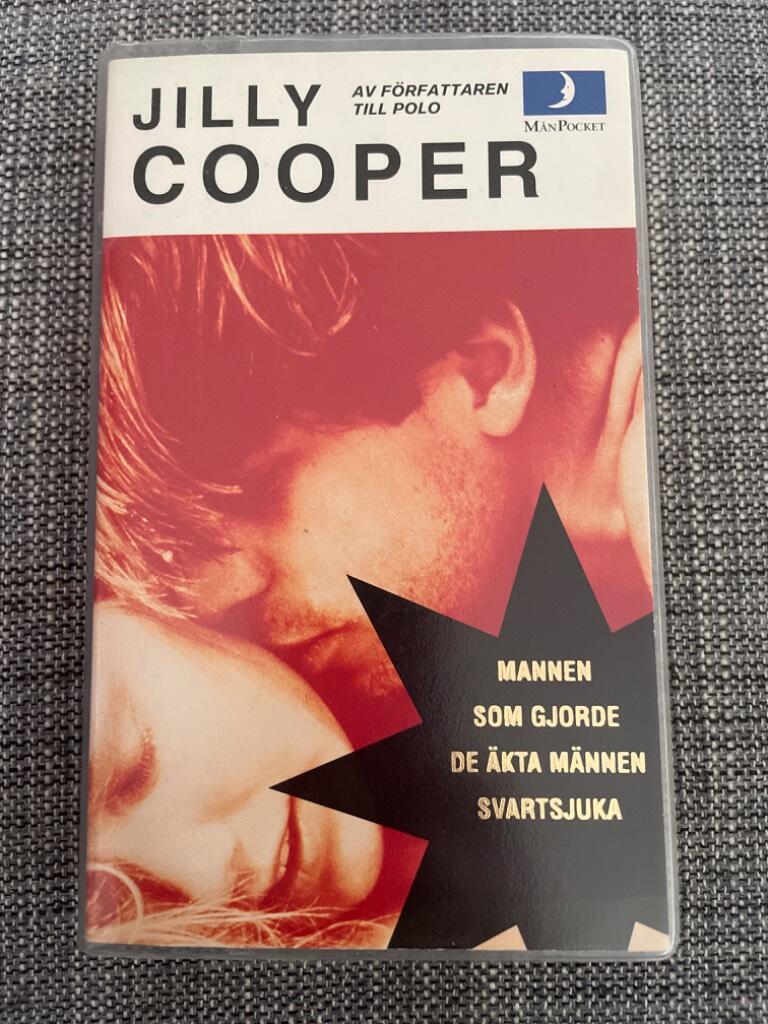 JILLY
COOPER
AV FÖRFATTAREN
TILL POLO
MÅNPOCKET
MANNEN
SOM GJORDE
DE ÄKTA MÄNNEN
SVARTSJUKA